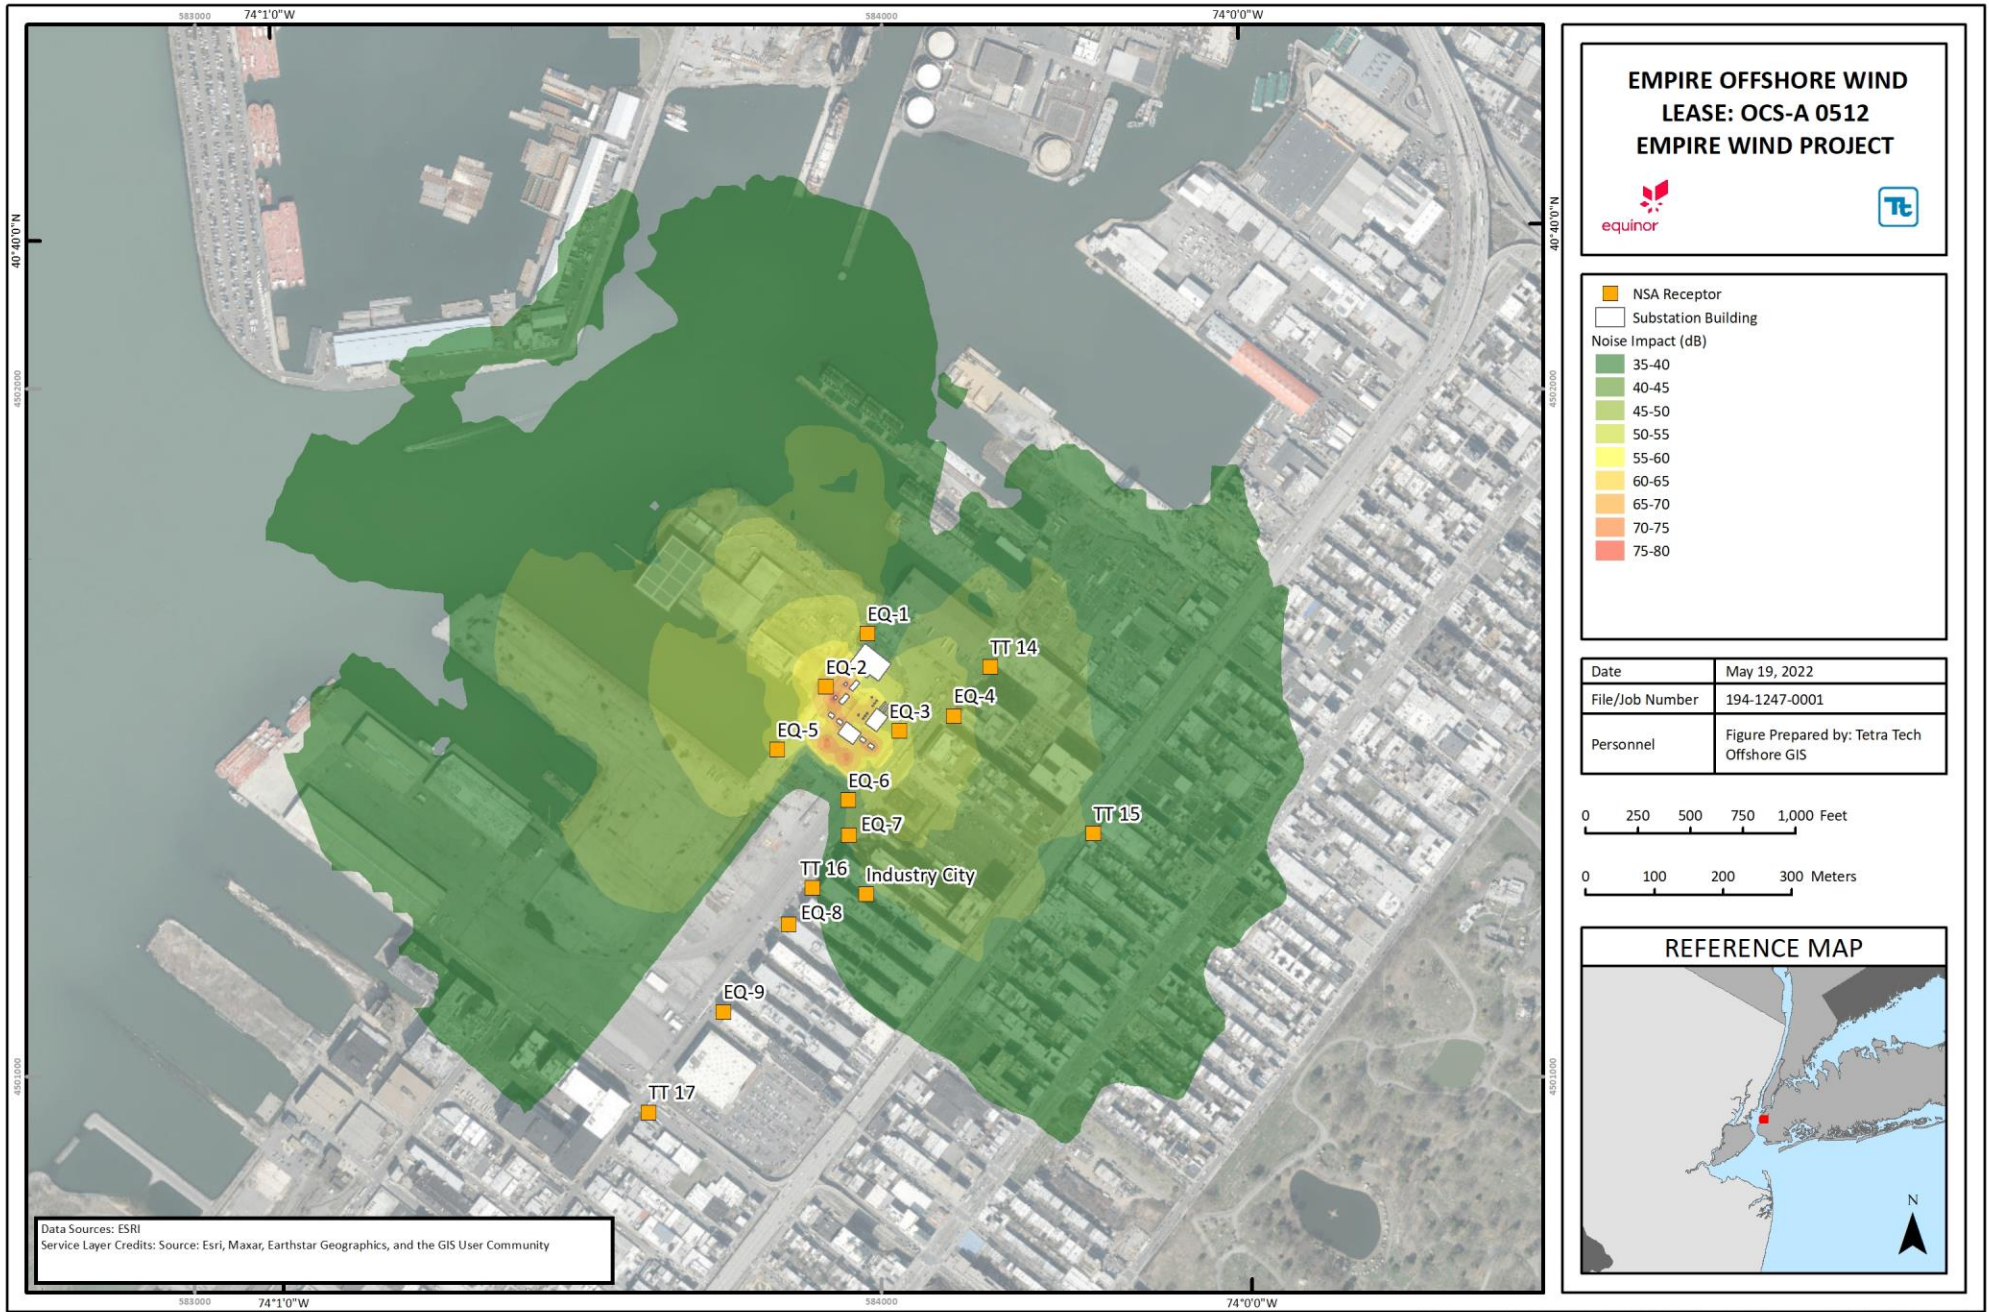 74°1'0"W
584000
74°0'0"W
583000
40°40'0"N
40°40'0"N
4502000
4502000
4501000
4501000
EQ-1
TT 14
EQ-2
EQ-4
EQ-3
EQ-5
EQ-6
TT 15
EQ-7
TT 16
Industry City
EQ-8
EQ-9
TT 17
Data Sources: ESRI
Service Layer Credits: Source: Esri, Maxar, Earthstar Geographics, and the GIS User Community
583000
74°1'0"W
584000
74°0'0"W
EMPIRE OFFSHORE WIND
LEASE: OCS-A 0512
EMPIRE WIND PROJECT
equinor
Tt
NSA Receptor
Substation Building
Noise Impact (dB)
35-40
40-45
45-50
50-55
55-60
60-65
65-70
70-75
75-80
Date May 19, 2022
File/Job Number 194-1247-0001
Personnel Figure Prepared by: Tetra Tech
Offshore GIS
0 250 500 750 1,000 Feet
0 100 200 300 Meters
REFERENCE MAP
N